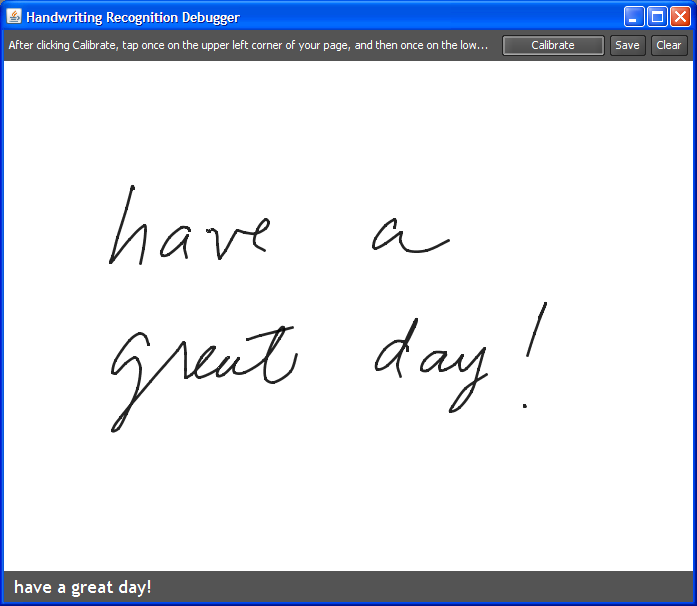 Handwriting Recognition Debugger
After clicking Calibrate, tap once on the upper left corner of your page, and then once on the low... Calibrate Save Clear
have a
great day!
have a great day!